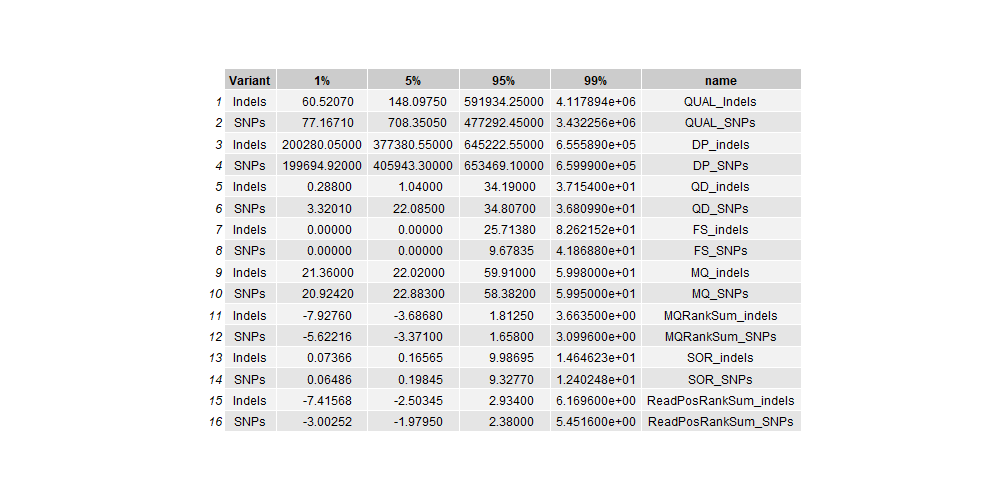 Variant 1% 5% 95% 99% name
1 Indels 60.52070 148.09750 591934.25000 4.117894e+06 QUAL_Indels
2 SNPs 77.16710 708.35050 477292.45000 3.432256e+06 QUAL_SNPs
3 Indels 200280.05000 377380.55000 645222.55000 6.555890e+05 DP_indels
4 SNPs 199694.92000 405943.30000 653469.10000 6.599900e+05 DP_SNPs
5 Indels 0.28800 1.04000 34.19000 3.715400e+01 QD_indels
6 SNPs 3.32010 22.08500 34.80700 3.680990e+01 QD_SNPs
7 Indels 0.00000 0.00000 25.71380 8.262152e+01 FS_indels
8 SNPs 0.00000 0.00000 9.67835 4.186880e+01 FS_SNPs
9 Indels 21.36000 22.02000 59.91000 5.998000e+01 MQ_indels
10 SNPs 20.92420 22.88300 58.38200 5.995000e+01 MQ_SNPs
11 Indels -7.92760 -3.68680 1.81250 3.663500e+00 MQRankSum_indels
12 SNPs -5.62216 -3.37100 1.65800 3.099600e+00 MQRankSum_SNPs
13 Indels 0.07366 0.16565 9.98695 1.464623e+01 SOR_indels
14 SNPs 0.06486 0.19845 9.32770 1.240248e+01 SOR_SNPs
15 Indels -7.41568 -2.50345 2.93400 6.169600e+00 ReadPosRankSum_indels
16 SNPs -3.00252 -1.97950 2.38000 5.451600e+00 ReadPosRankSum_SNPs